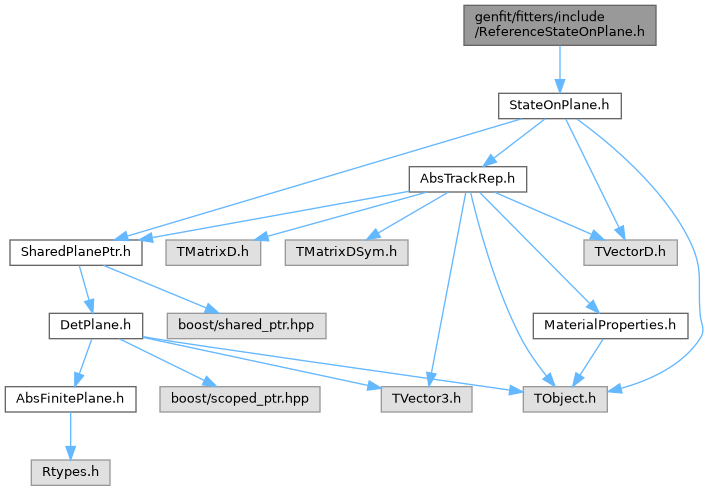 genfit/fitters/include
/ReferenceStateOnPlane.h
StateOnPlane.h
AbsTrackRep.h
SharedPlanePtr.h
TMatrixD.h
TMatrixDSym.h
TVectorD.h
DetPlane.h
boost/shared_ptr.hpp
MaterialProperties.h
AbsFinitePlane.h
boost/scoped_ptr.hpp
TVector3.h
TObject.h
Rtypes.h